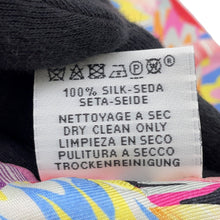 100% SILK-SEDA
SETA-SEIDE
NETTOYAGE A SEC
DRY CLEAN ONLY
LIMPIEZA EN SECO
PULITURA A SECCO
TROCKENREINIGUNG